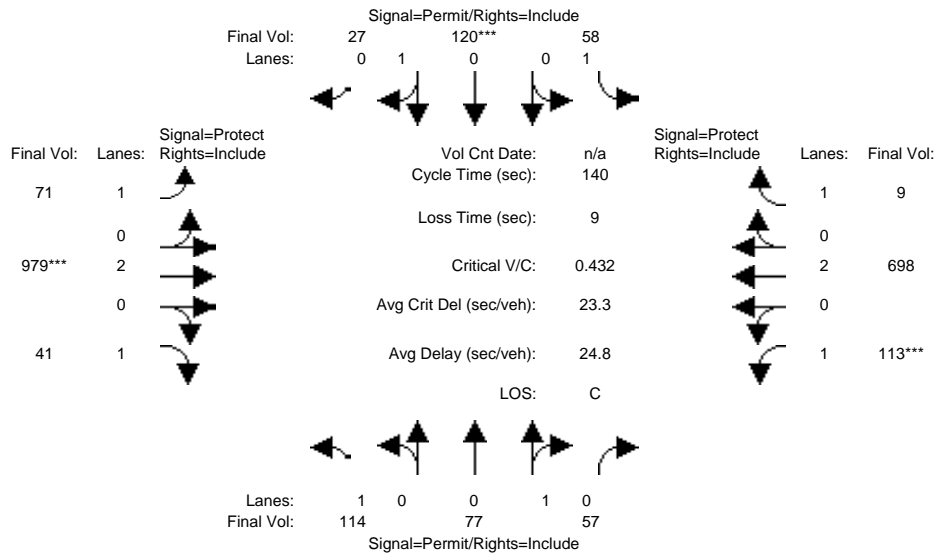 Signal=Permit/Rights=Include
Final Vol: 27 120*** 58
Lanes: 0 1 0 0 1
Signal=Protect Signal=Protect
Final Vol: Lanes: Rights=Include Vol Cnt Date: n/a Rights=Include Lanes: Final Vol:
Cycle Time (sec): 140
71 1 1 9
Loss Time (sec): 9
0 0
979*** 2 Critical V/C: 0.432 2 698
0 Avg Crit Del (sec/veh): 23.3 0
41 1 Avg Delay (sec/veh): 24.8 1 113***
LOS: C
Lanes: 1 0 0 1 0
Final Vol: 114 77 57
Signal=Permit/Rights=Include